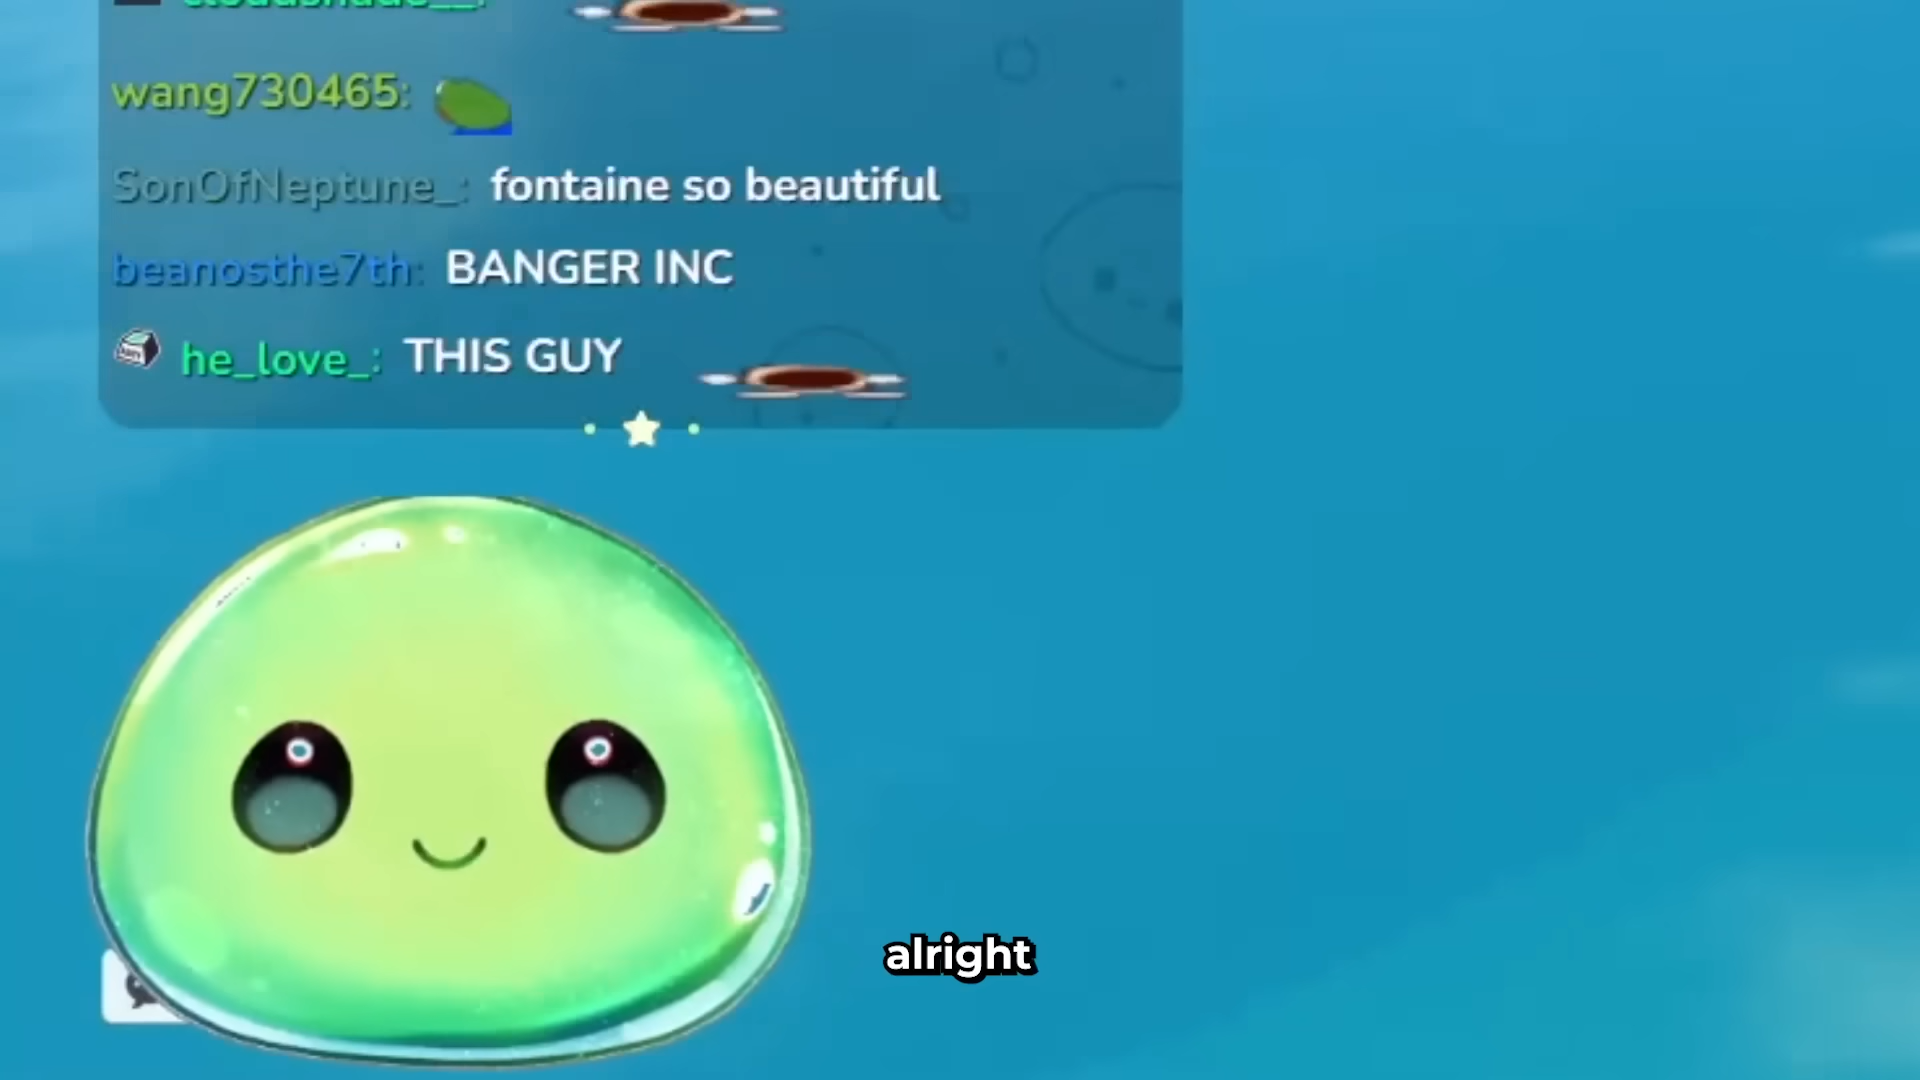 wang730465:
SonOfNeptune_: fontaine so beautiful
beanosthe7th: BANGER INC
he_love_: THIS GUY
alright